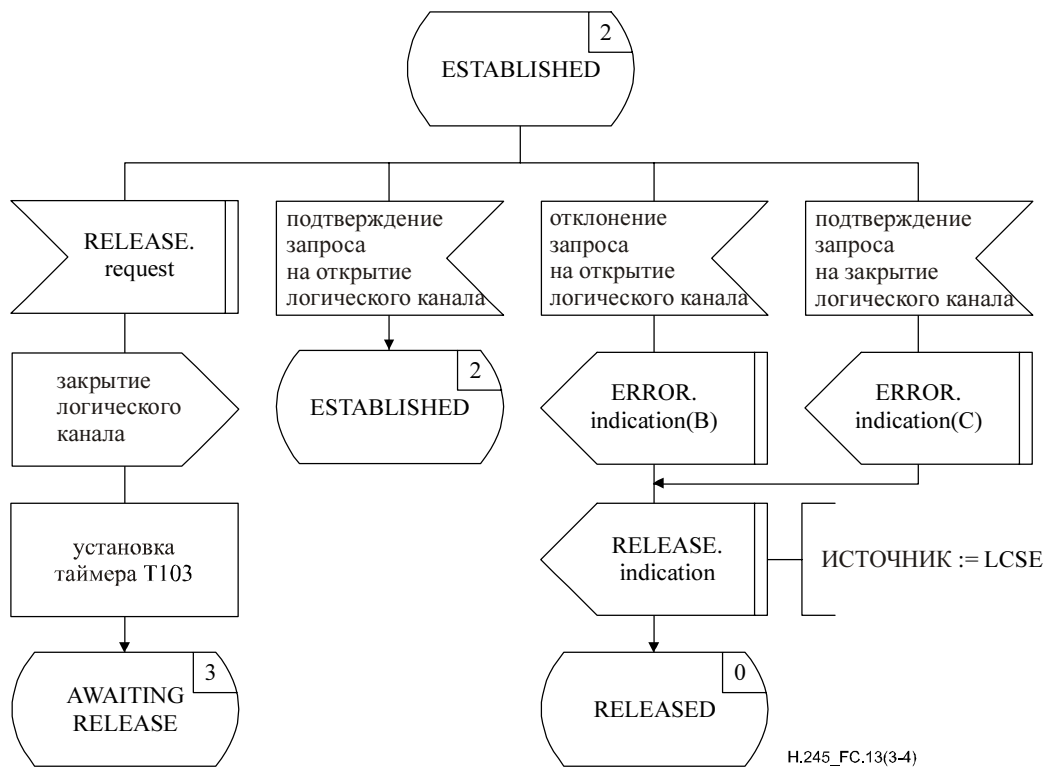 2
ESTABLISHED
RELEASE.
request
подтверждение
запроса
на открытие
логического канала
отклонение
запроса
на открытие
логического канала
подтверждение
запроса
на закрытие
логического канала
закрытие
логического
канала
2
ESTABLISHED
ERROR.
indication(B)
ERROR.
indication(C)
установка
таймера T103
RELEASE.
indication
ИСТОЧНИК := LCSE
3
AWAITING
RELEASE
0
RELEASED
H.245_FC.13(3-4)